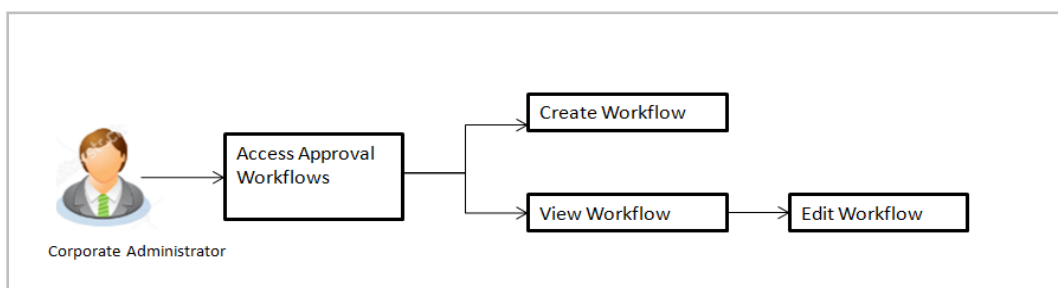 Create Workflow
Access Approval
Workflows
View Workflow
Edit Workflow
Corporate Administrator